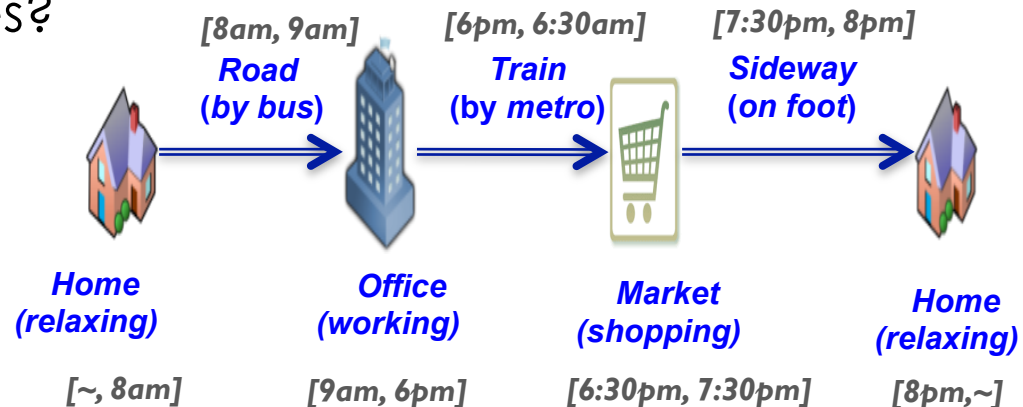 s?
[8am, 9am]
[6pm, 6:30am]
[7:30pm, 8pm]
Road
(by bus)
Train
(by metro)
Sideway
(on foot)
Home
(relaxing)
Office
(working)
Market
(shopping)
Home
(relaxing)
[~, 8am]
[9am, 6pm]
[6:30pm, 7:30pm]
[8pm,~]